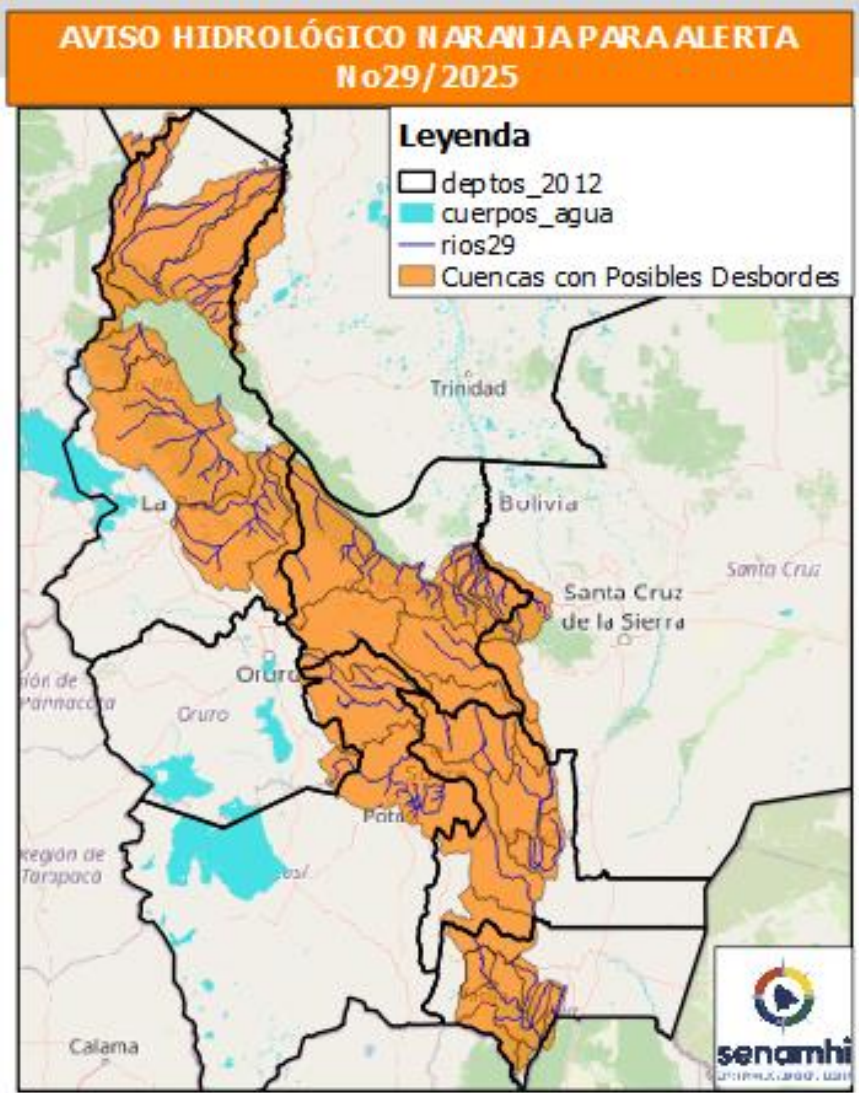 AVISO HIDROLÓGICO NARANJA PARA ALERTA
No29/2025
Leyenda
deptos_2012
cuerpos_agua
rios29
Cuencas con Posibles Desbordes
Trinidad
La
Bolivia
Santa Cruz
Santa Cruz
de la Sierra
Oruro
Oruro
Región de
Tarapacá
Calama
senamhi